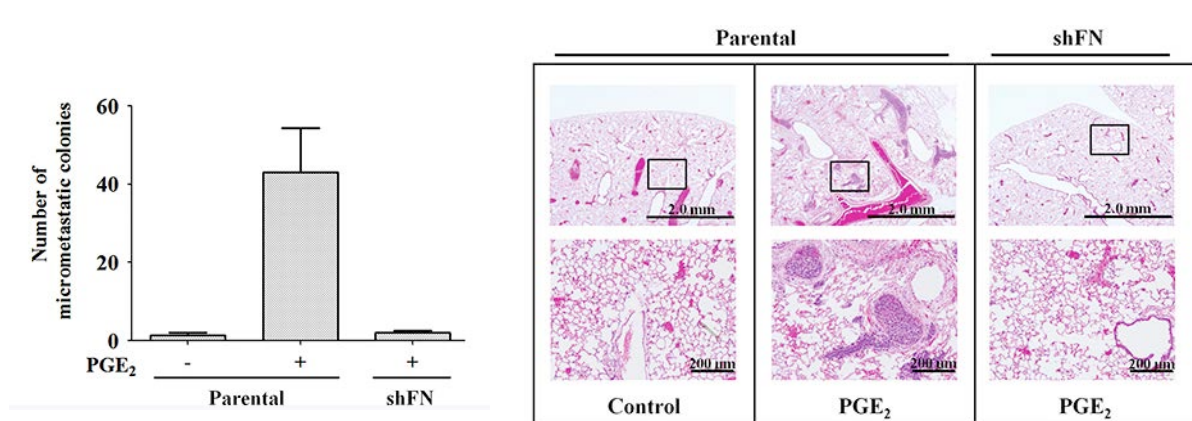 60
40
20
0
Number of
micrometastatic colonies
PGE₂ - + +
Parental shFN
Parental shFN
2.0 mm 2.0 mm 2.0 mm
200 µm 200 µm 200 µm
Control PGE₂ PGE₂